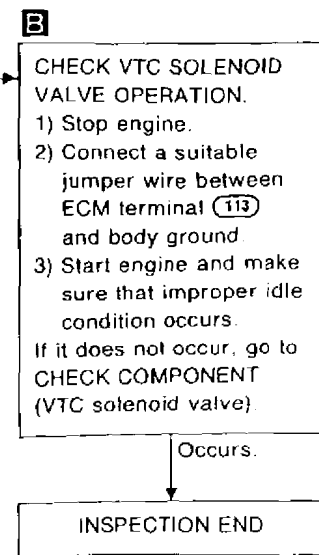 B
CHECK VTC SOLENOID
VALVE OPERATION.
1) Stop engine.
2) Connect a suitable
jumper wire between
ECM terminal 113
and body ground
3) Start engine and make
sure that improper idle
condition occurs.
If it does not occur, go to
CHECK COMPONENT
(VTC solenoid valve)
Occurs.
INSPECTION END